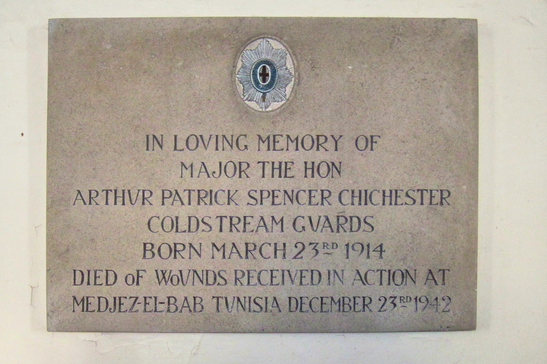 IN LOVING MEMORY OF
MAJOR THE HON
ARTHVR PATRICK SPENCER CHICHESTER
COLDSTREAM GVARDS
BORN MARCH 23RD 1914
DIED OF WOVNDS RECEIVED IN ACTION AT
MEDJEZ-EL-BAB TVNISIA DECEMBER 23RD 1942